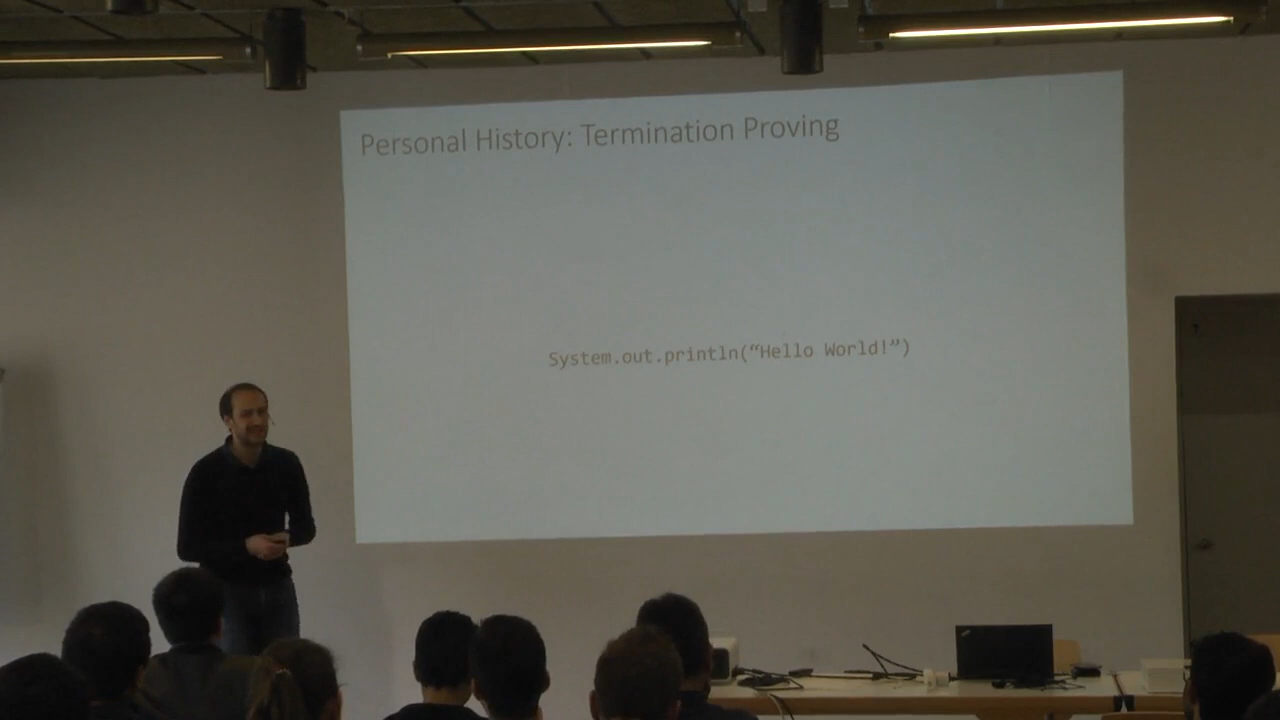 Personal History: Termination Proving
System.out.println(“Hello World!”)